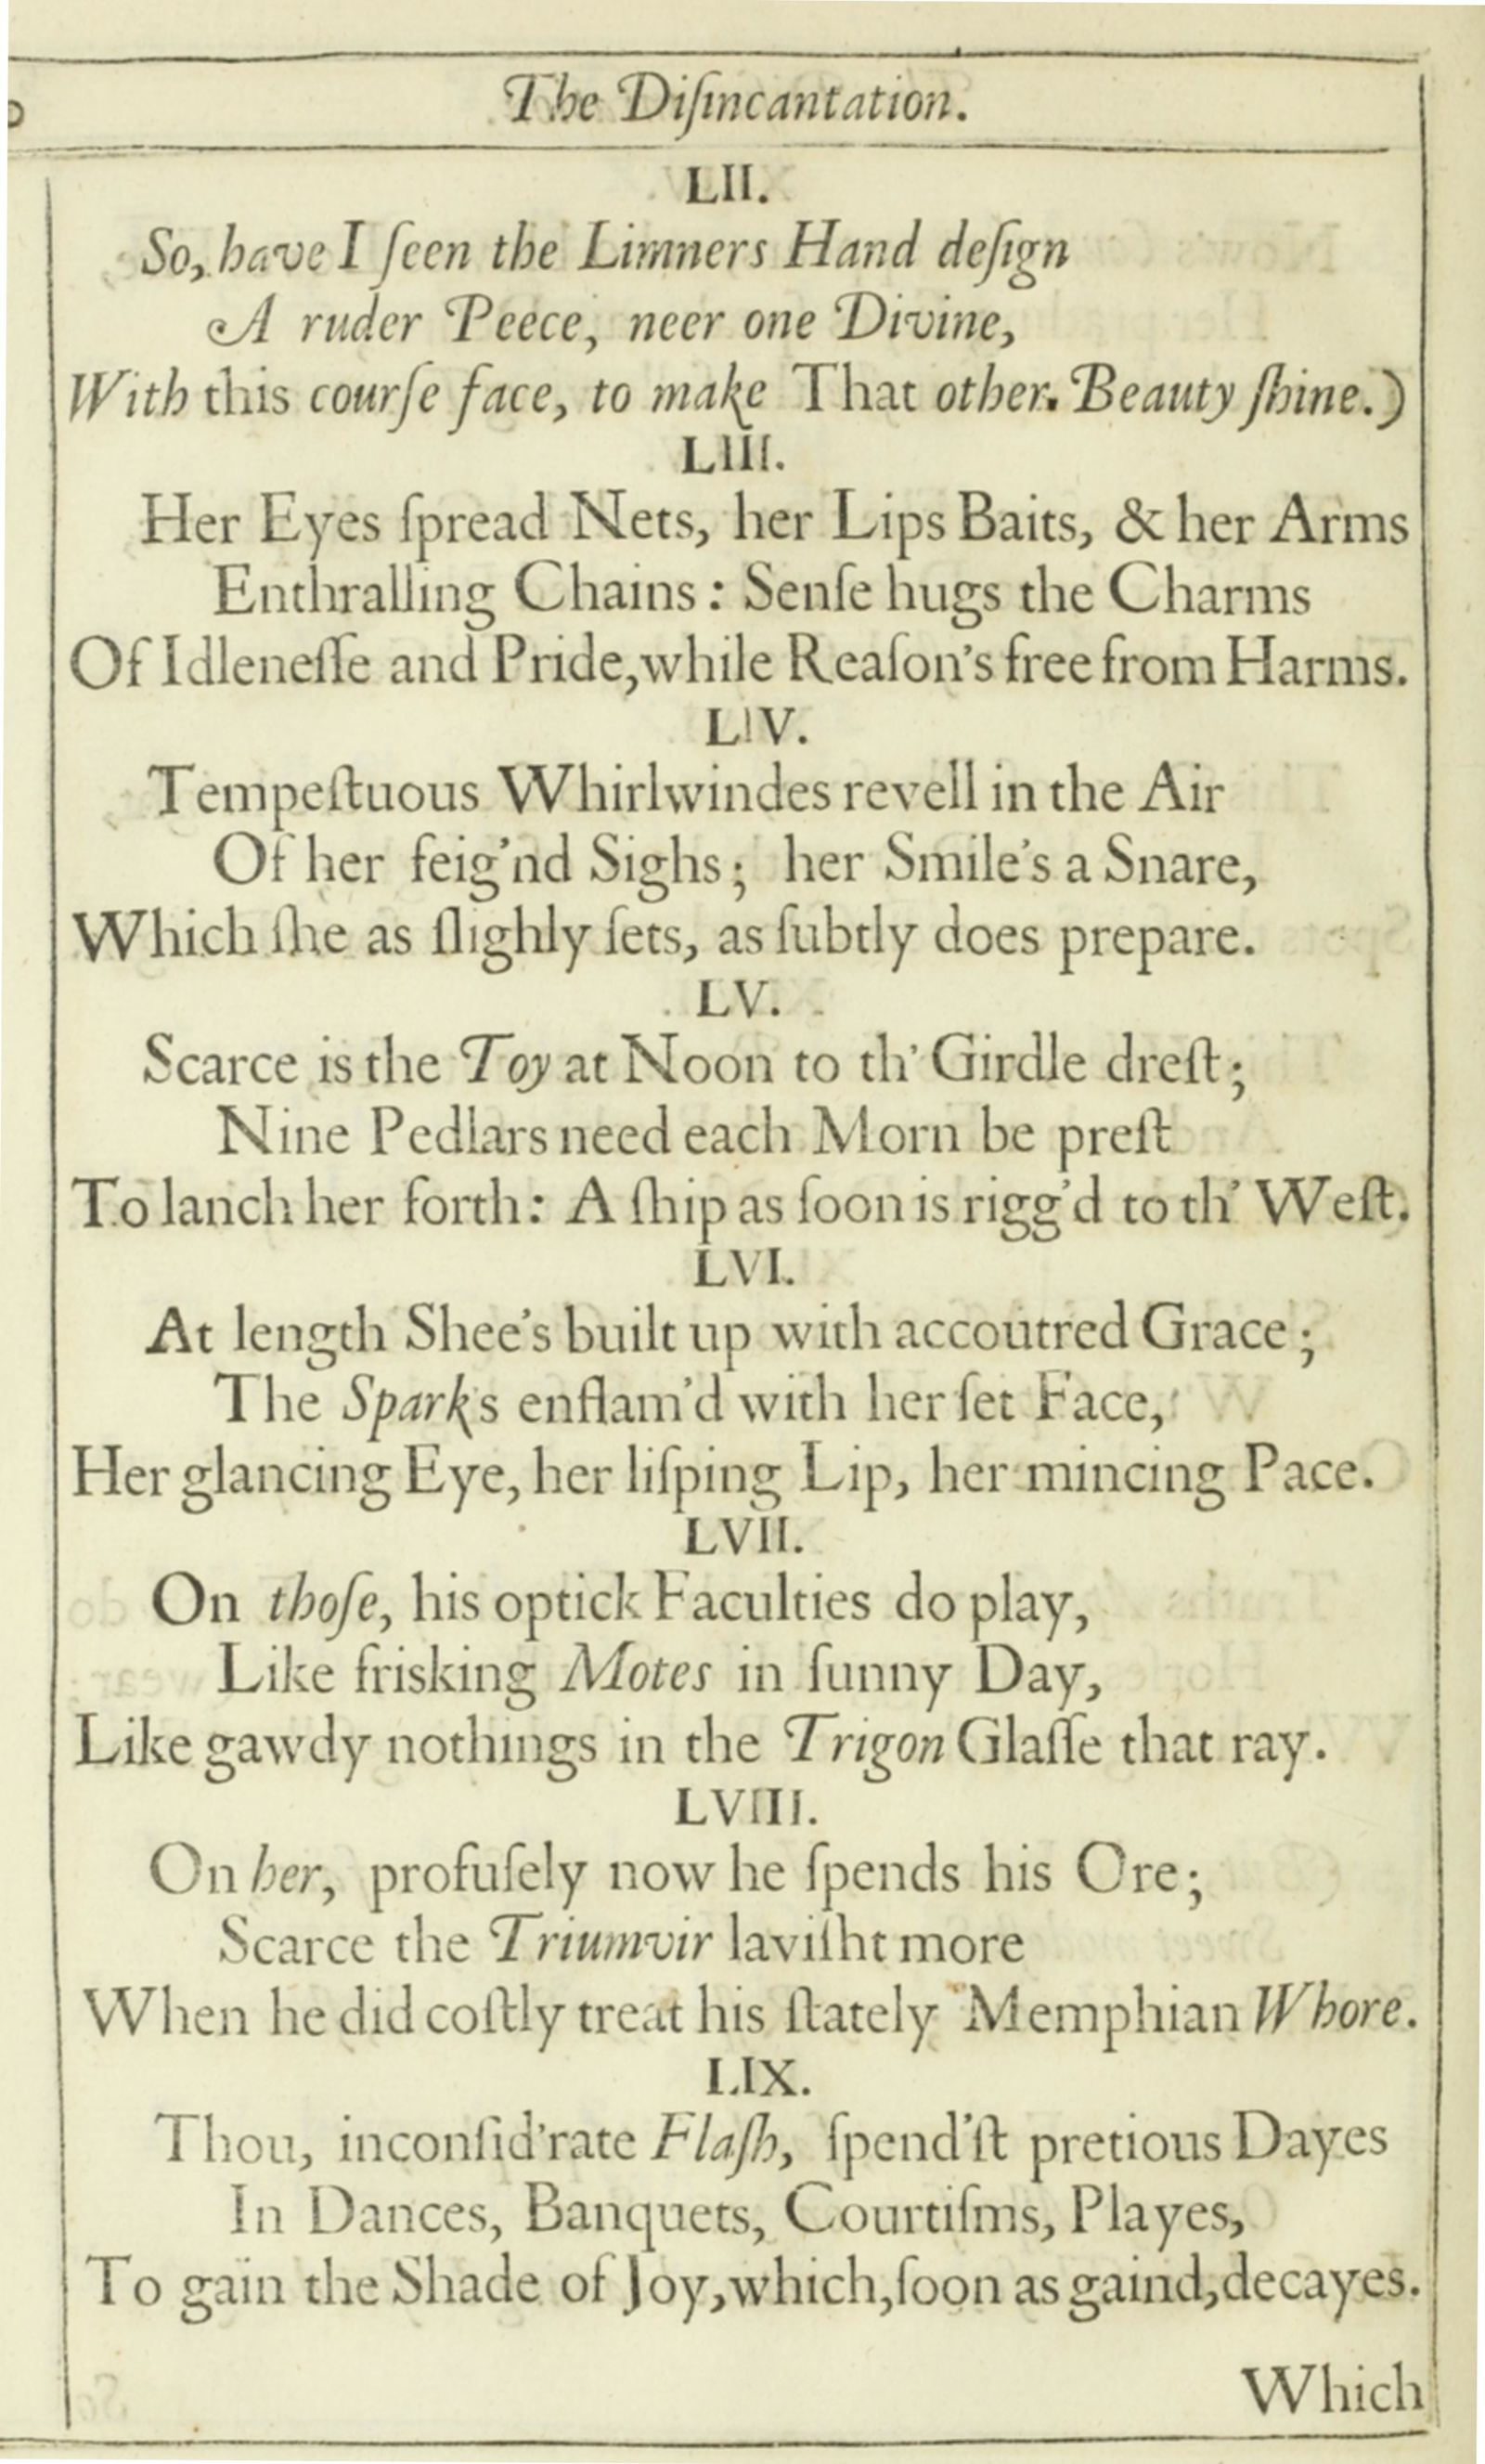 The Diſincantation.
LII.
So, have I ſeen the Limners Hand deſign
A ruder Peece, neer one Divine,
With this courſe face, to make That other. Beauty ſhine.)
LIII.
Her Eyes ſpread Nets, her Lips Baits, & her Arms
Enthralling Chains: Senſe hugs the Charms
Of Idleneſſe and Pride, while Reaſon's free from Harms.
LIV.
Tempeſtuous Whirlwindes revell in the Air
Of her feig'nd Sighs; her Smile's a Snare,
Which ſhe as ſlighly ſets, as ſubtly does prepare.
LV.
Scarce is the Toy at Noon to th' Girdle dreſt;
Nine Pedlars need each Morn be preſt
To lanch her forth: A ſhip as ſoon is rigg'd to th' Weſt.
LVI.
At length Shee's built up with accoutred Grace;
The Spark's enflam'd with her ſet Face,
Her glancing Eye, her liſping Lip, her mincing Pace.
LVII.
On thoſe, his optick Faculties do play,
Like frisking Motes in ſunny Day,
Like gawdy nothings in the Trigon Glaſſe that ray.
LVIII.
On her, profuſely now he ſpends his Ore;
Scarce the Triumvir laviſht more
When he did coſtly treat his ſtately Memphian Whore.
LIX.
Thou, inconſid'rate Flaſh, ſpend'ſt pretious Dayes
In Dances, Banquets, Courtiſms, Playes,
To gain the Shade of Joy, which, ſoon as gaind, decayes.
Which